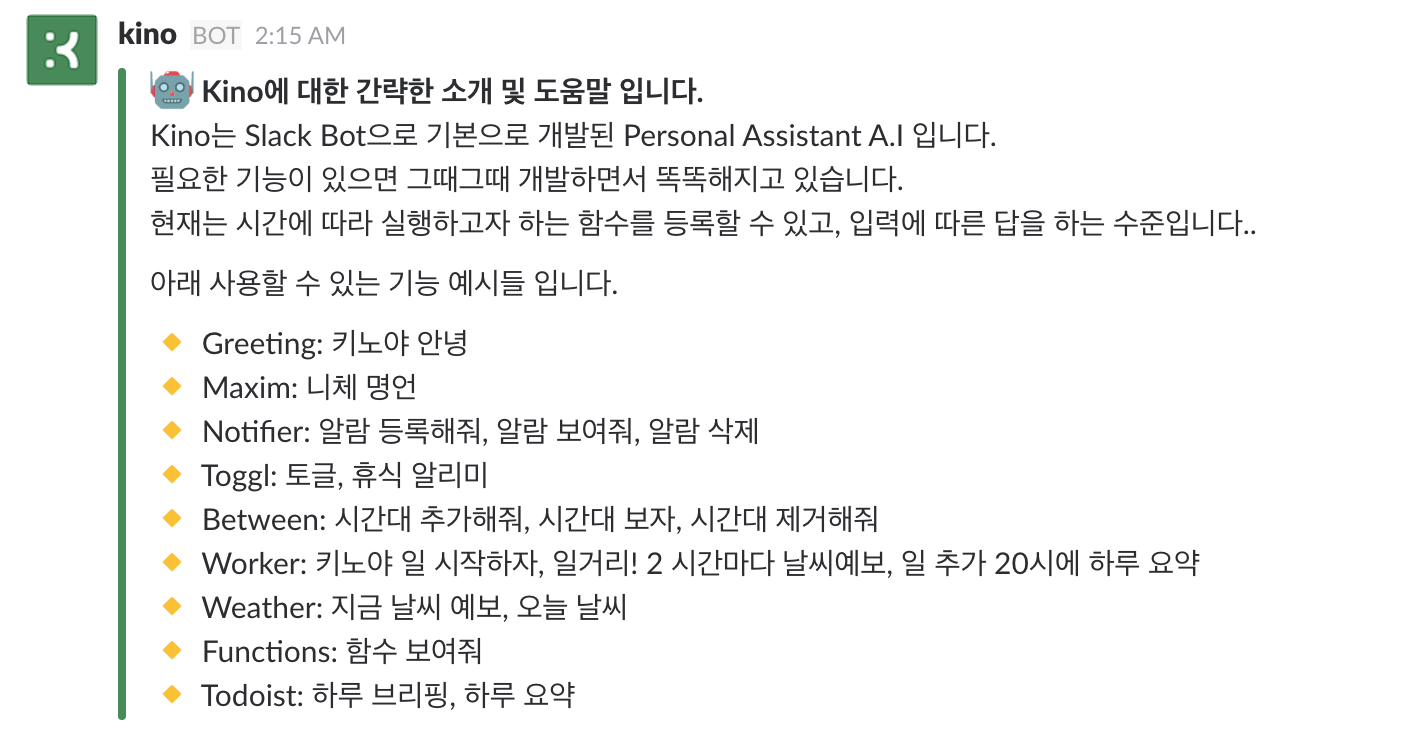 kino BOT 2:15 AM
Kino에 대한 간략한 소개 및 도움말 입니다.
Kino는 Slack Bot으로 기본으로 개발된 Personal Assistant A.I 입니다.
필요한 기능이 있으면 그때그때 개발하면서 똑똑해지고 있습니다.
현재는 시간에 따라 실행하고자 하는 함수를 등록할 수 있고, 입력에 따른 답을 하는 수준입니다..
아래 사용할 수 있는 기능 예시들 입니다.
Greeting: 키노야 안녕
Maxim: 니체 명언
Notifier: 알람 등록해줘, 알람 보여줘, 알람 삭제
Toggl: 토글, 휴식 알리미
Between: 시간대 추가해줘, 시간대 보자, 시간대 제거해줘
Worker: 키노야 일 시작하자, 일거리! 2 시간마다 날씨예보, 일 추가 20시에 하루 요약
Weather: 지금 날씨 예보, 오늘 날씨
Functions: 함수 보여줘
Todoist: 하루 브리핑, 하루 요약